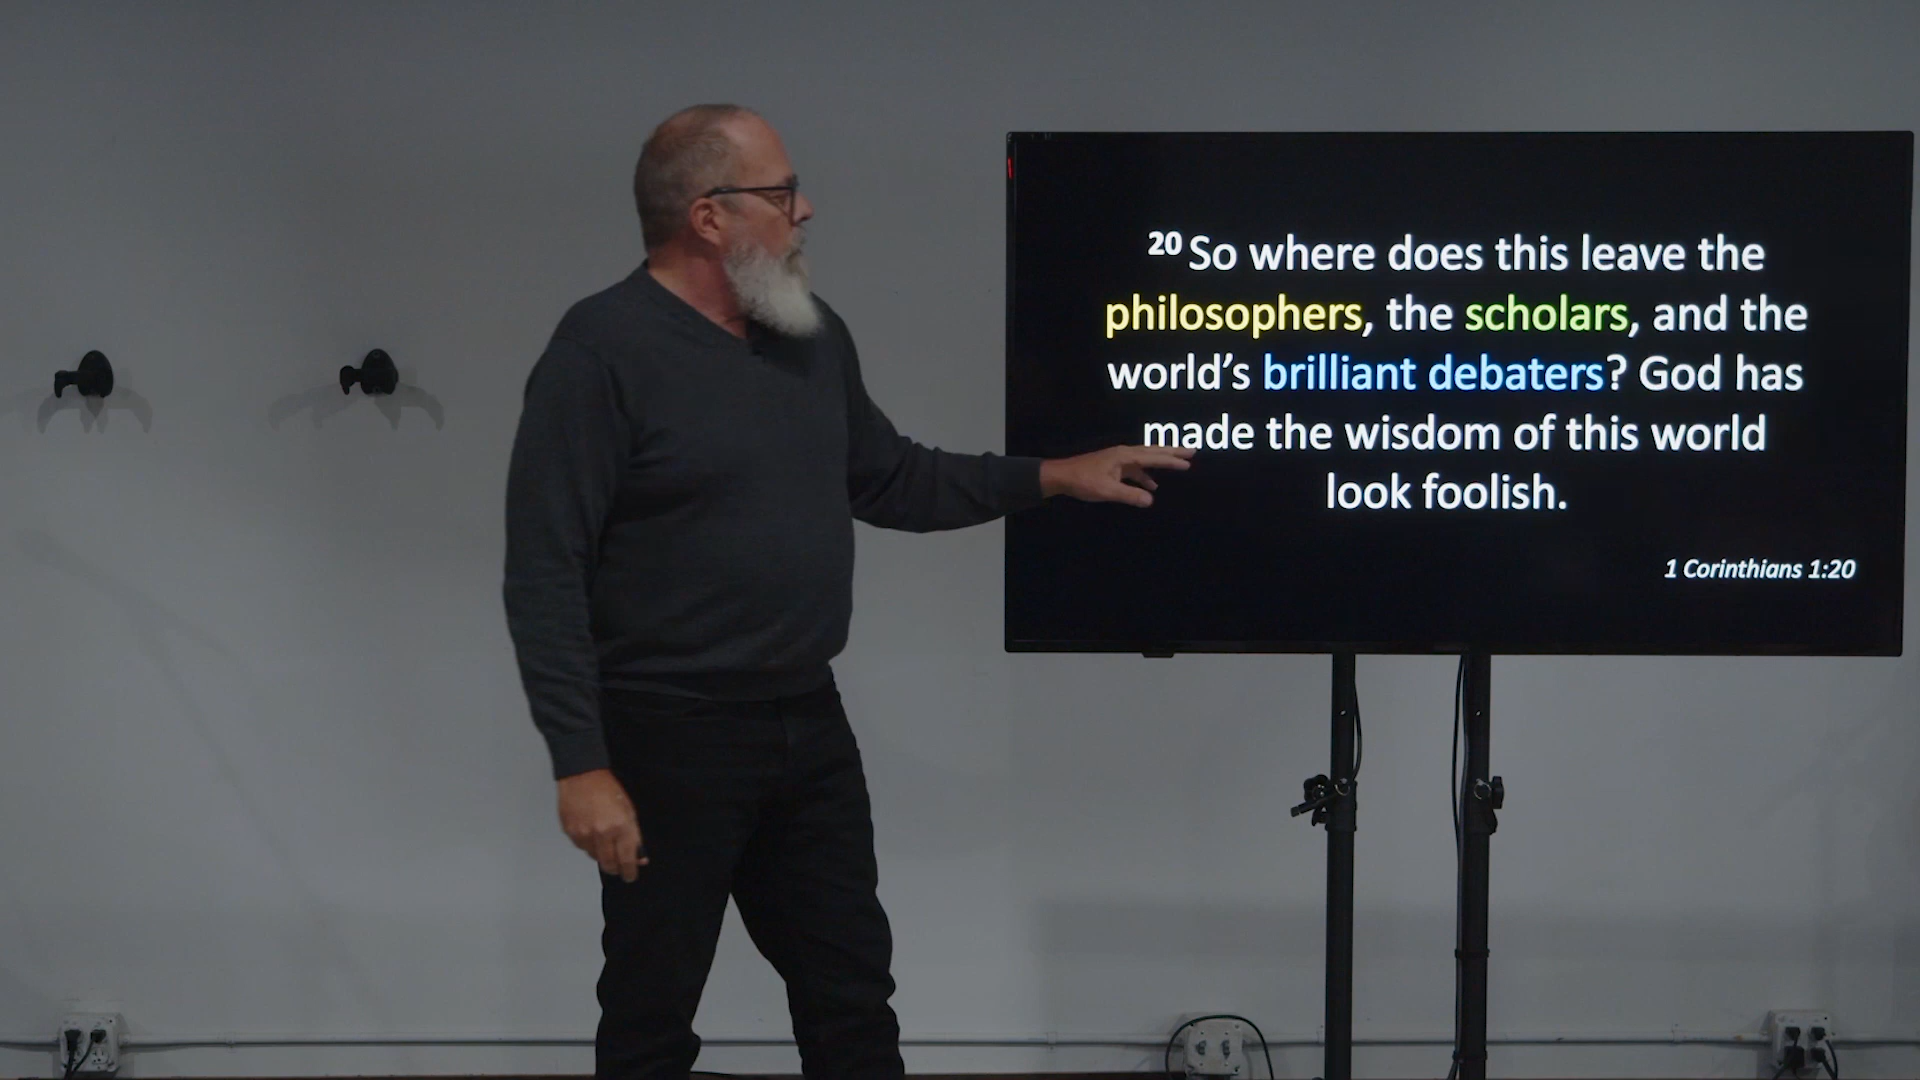 20 So where does this leave the
philosophers, the scholars, and the
world’s brilliant debaters? God has
made the wisdom of this world
look foolish.
1 Corinthians 1:20